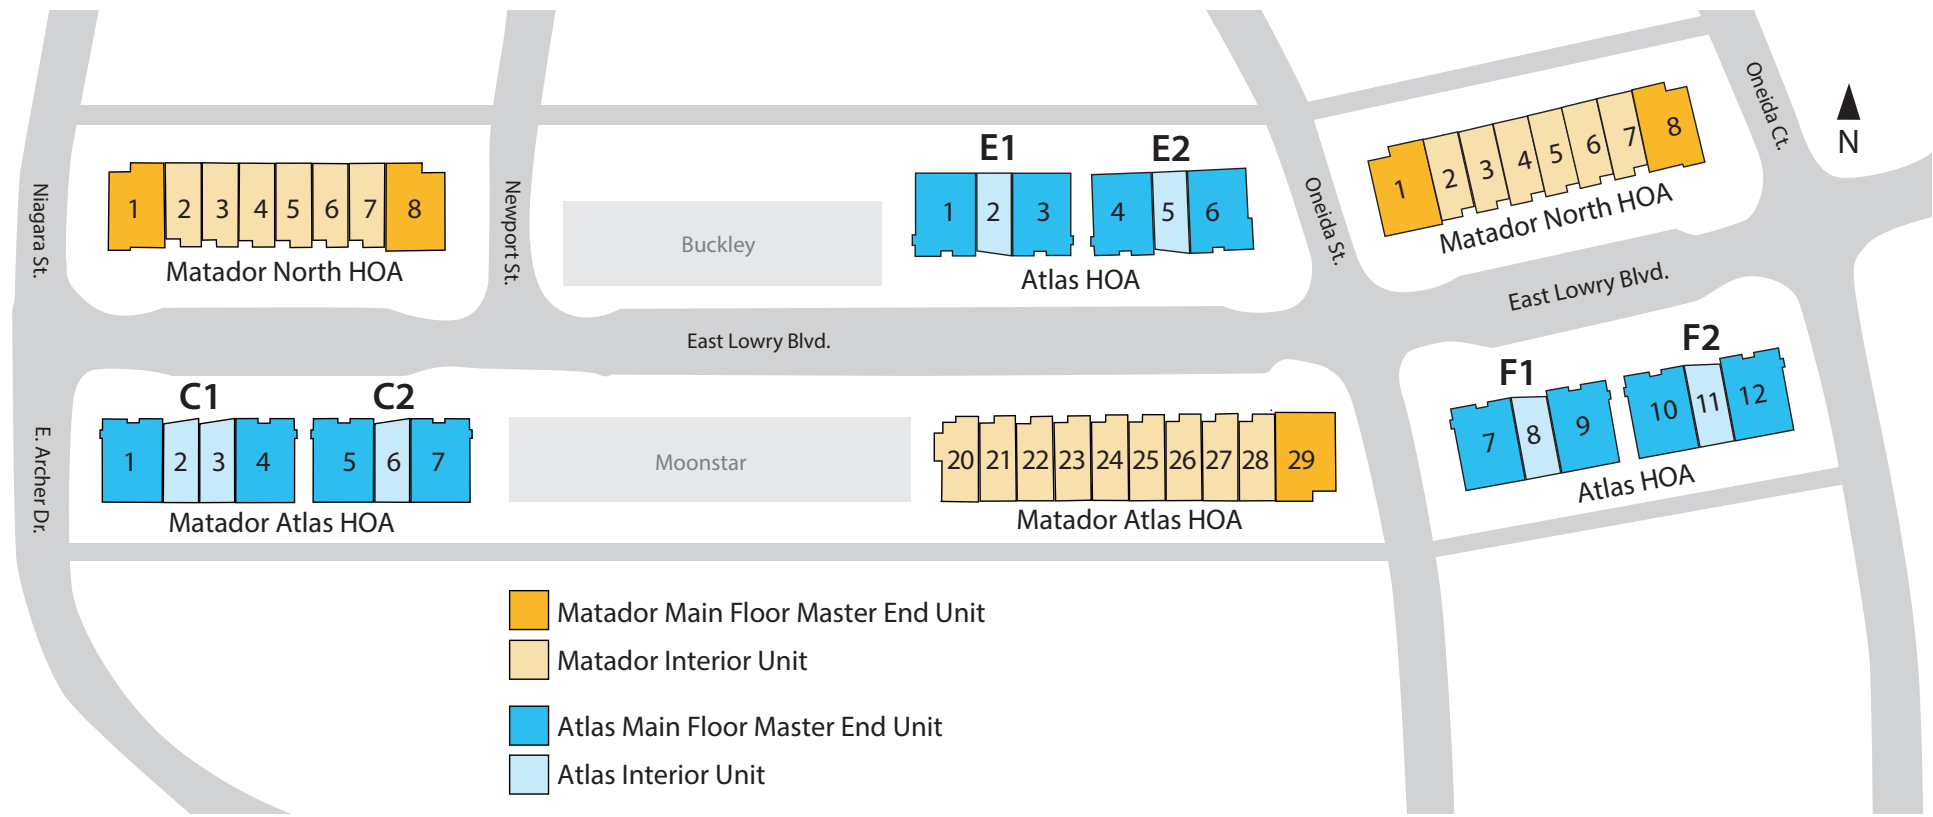 Niagara St.
1 2 3 4 5 6 7 8
Matador North HOA
Newport St.
Buckley
E1 E2
1 2 3 4 5 6
Atlas HOA
Oneida St.
1 2 3 4 5 6 7 8
Matador North HOA
Oneida Ct.
N
East Lowry Blvd.
East Lowry Blvd.
E. Archer Dr.
C1 C2
1 2 3 4 5 6 7
Matador Atlas HOA
Moonstar
20 21 22 23 24 25 26 27 28 29
Matador Atlas HOA
F1 F2
7 8 9 10 11 12
Atlas HOA
Matador Main Floor Master End Unit
Matador Interior Unit
Atlas Main Floor Master End Unit
Atlas Interior Unit